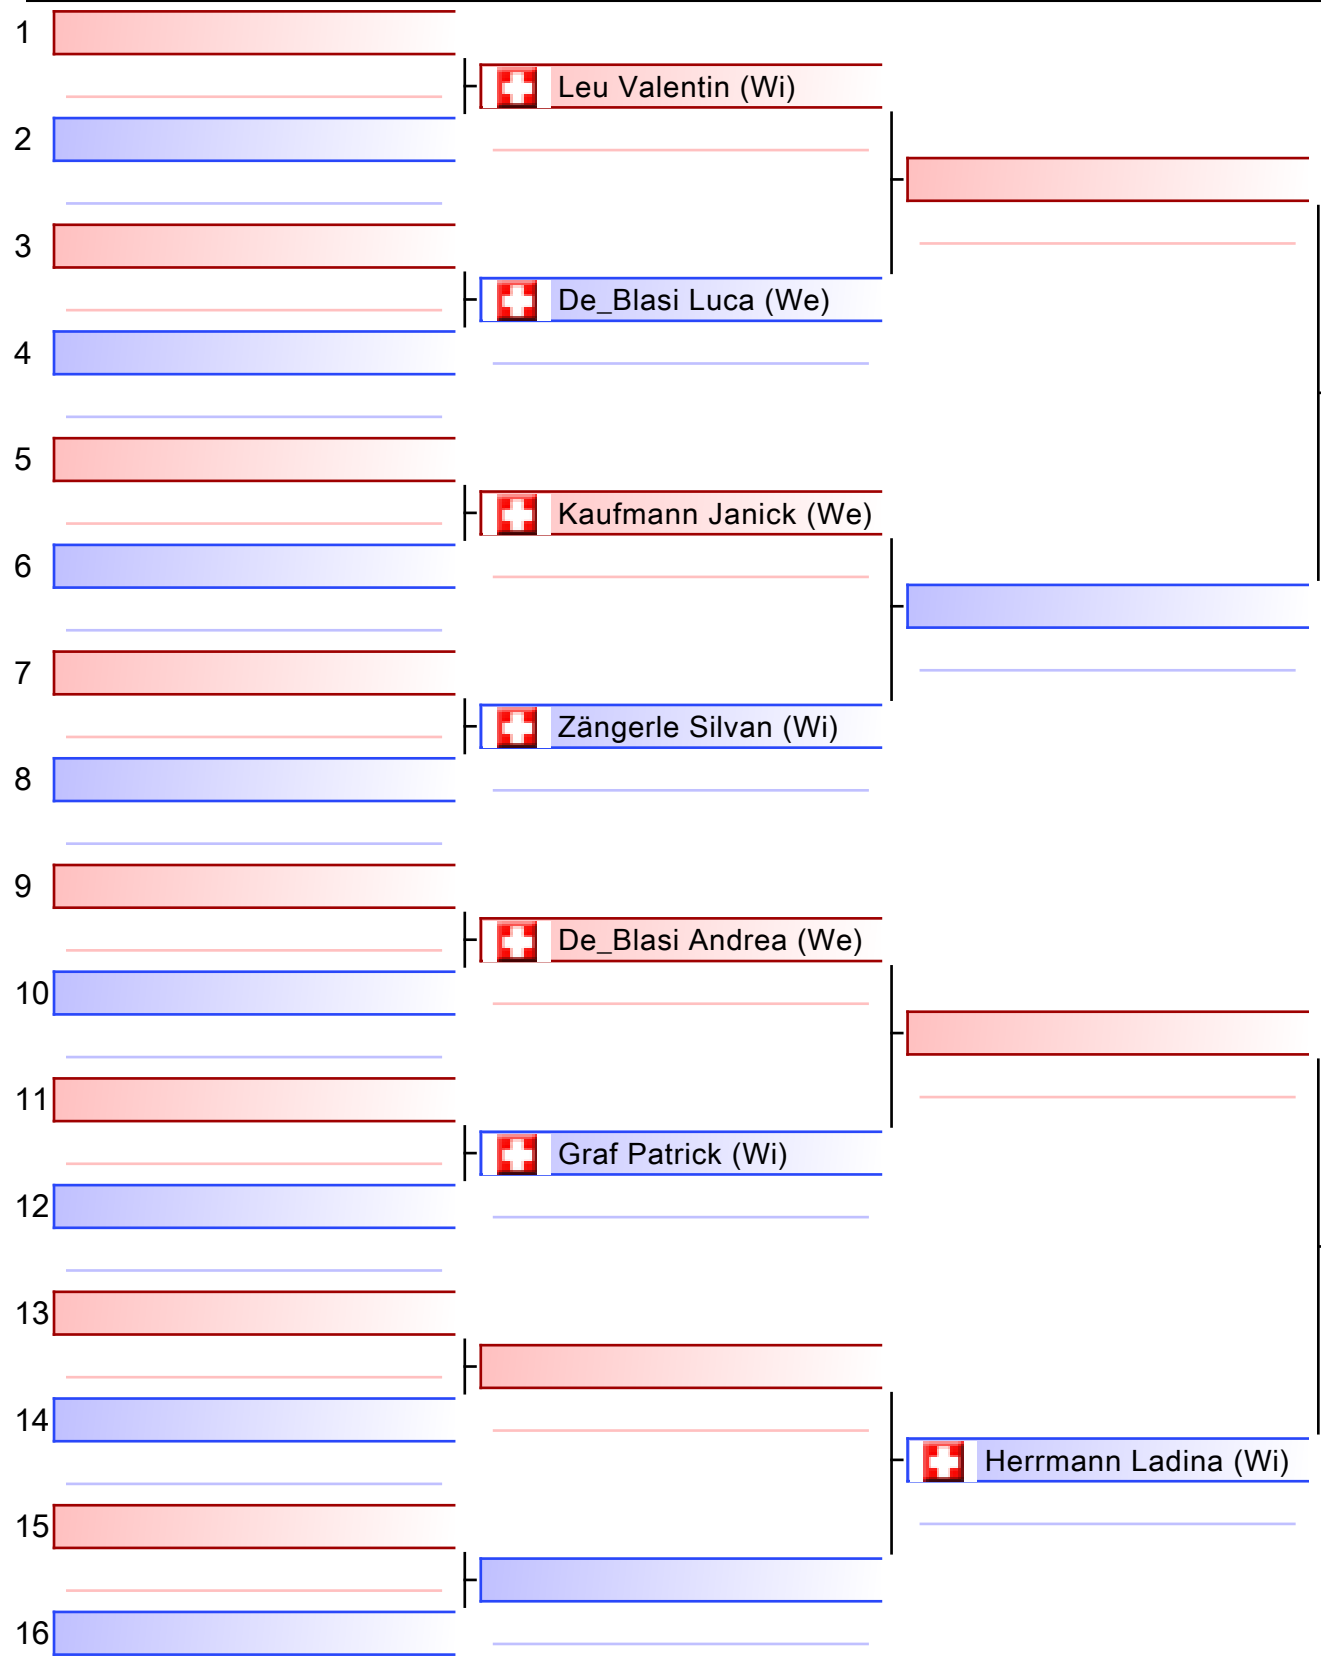 1
Leu Valentin (Wi)
2
3
De_Blasi Luca (We)
4
5
Kaufmann Janick (We)
6
7
Zängerle Silvan (Wi)
8
9
De_Blasi Andrea (We)
10
11
Graf Patrick (Wi)
12
13
14
Herrmann Ladina (Wi)
15
16